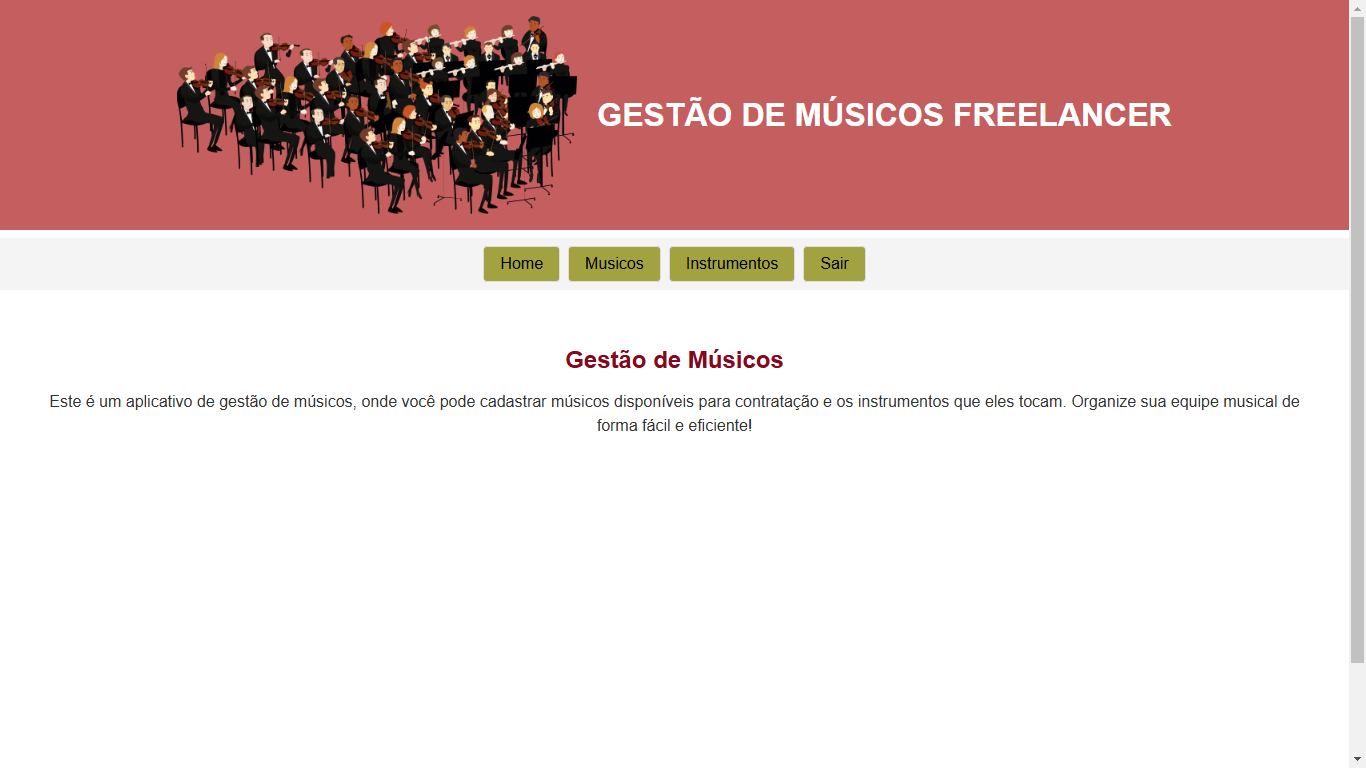 GESTÃO DE MÚSICOS FREELANCER
Home Musicos Instrumentos Sair
Gestão de Músicos
Este é um aplicativo de gestão de músicos, onde você pode cadastrar músicos disponíveis para contratação e os instrumentos que eles tocam. Organize sua equipe musical de
forma fácil e eficiente!